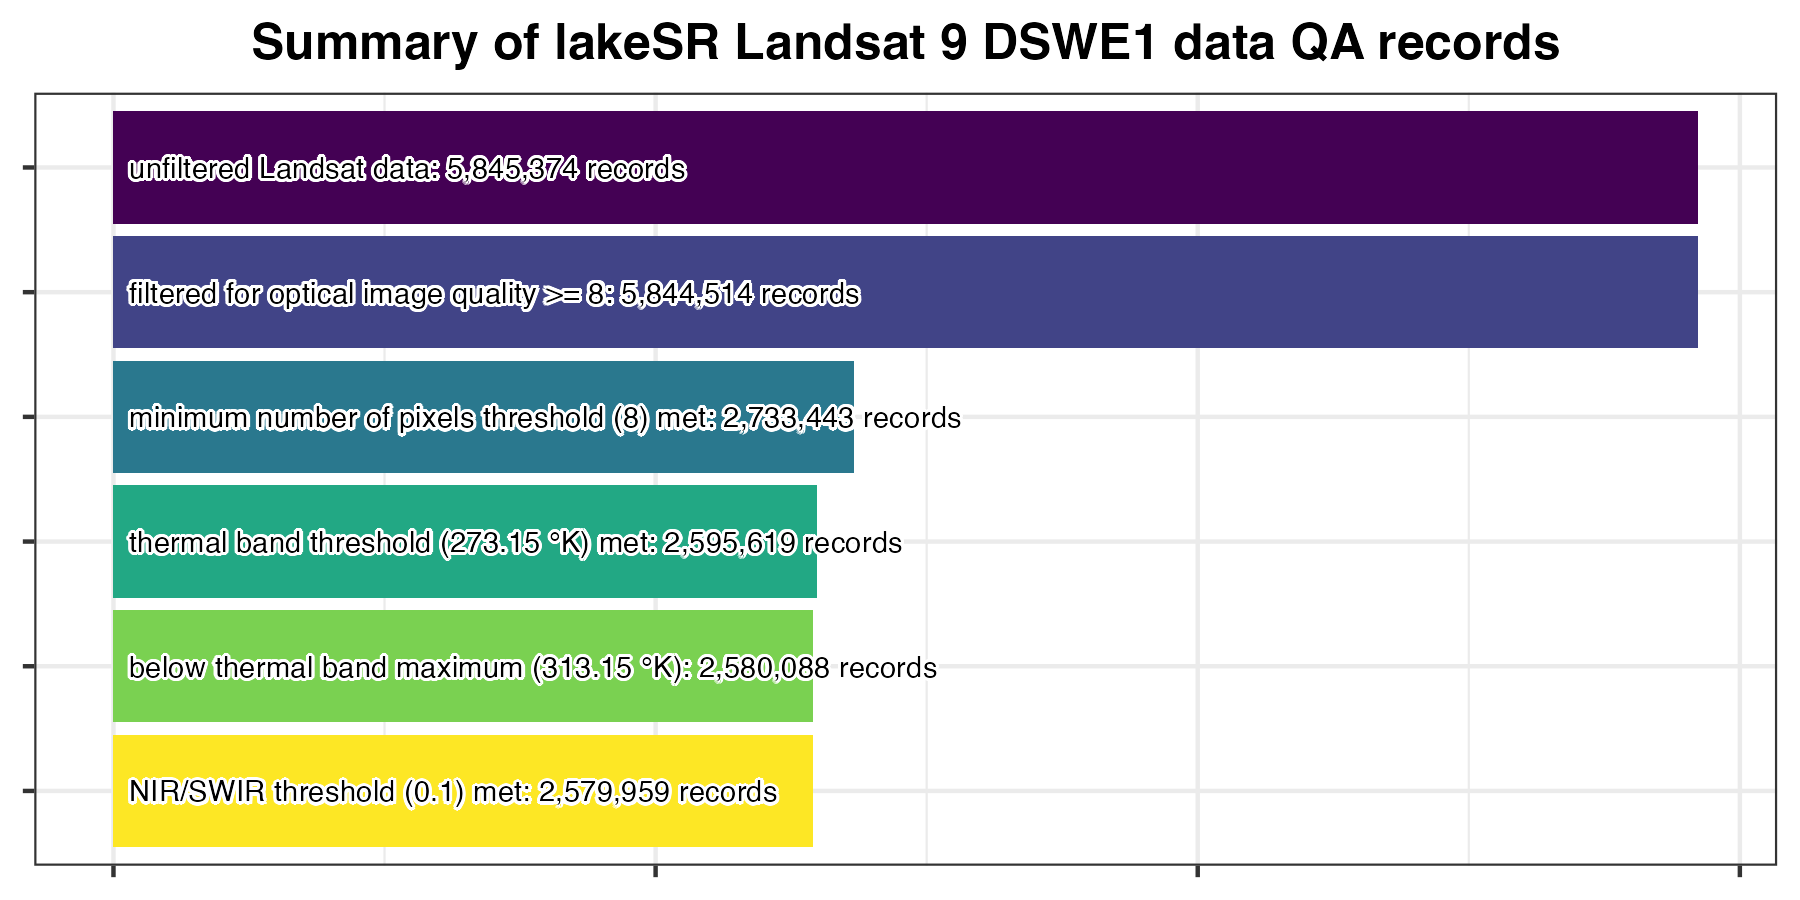 Summary of lakeSR Landsat 9 DSWE1 data QA records
unfiltered Landsat data: 5,845,374 records
filtered for optical image quality >= 8: 5,844,514 records
minimum number of pixels threshold (8) met: 2,733,443 records
thermal band threshold (273.15 °K) met: 2,595,619 records
below thermal band maximum (313.15 °K): 2,580,088 records
NIR/SWIR threshold (0.1) met: 2,579,959 records